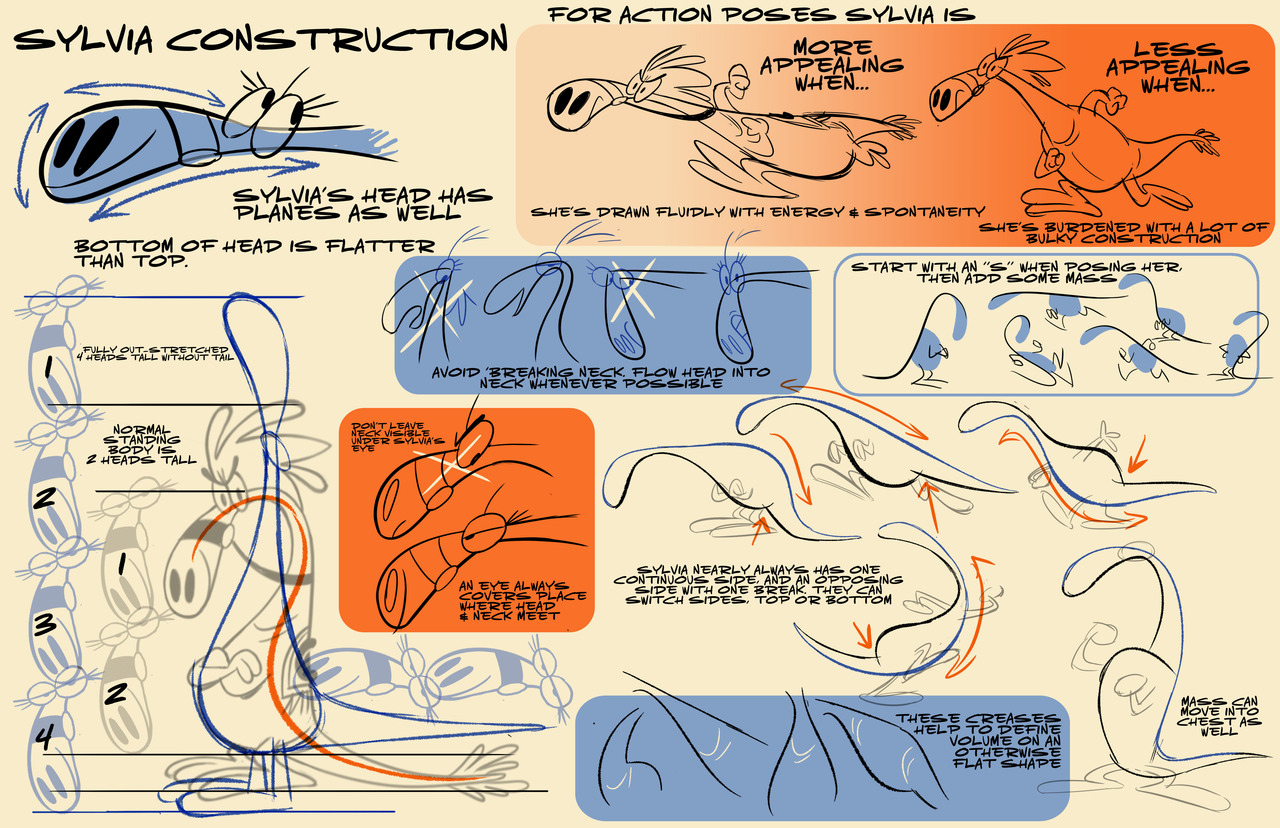 SYLVIA CONSTRUCTION
SYLVIA'S HEAD HAS
PLANES AS WELL
BOTTOM OF HEAD IS FLATTER
THAN TOP.
FOR ACTION POSES SYLVIA IS
MORE
APPEALING
WHEN...
SHE'S DRAWN FLUIDLY WITH ENERGY & SPONTANEITY
LESS
APPEALING
WHEN...
SHE'S BURDENED WITH A LOT OF
BULKY CONSTRUCTION
AVOID 'BREAKING NECK. FLOW HEAD INTO
NECK WHENEVER POSSIBLE
START WITH AN "S" WHEN POSING HER,
THEN ADD SOME MASS
FULLY OUT-STRETCHED
4 HEADS TALL WITHOUT TAIL
NORMAL
STANDING
BODY IS
2 HEADS TALL
1
2
3
4
1
2
DON'T LEAVE
NECK VISIBLE
UNDER SYLVIA'S
EYE
AN EYE ALWAYS
COVERS PLACE
WHERE HEAD
& NECK MEET
SYLVIA NEARLY ALWAYS HAS ONE
CONTINUOUS SIDE, AND AN OPPOSING
SIDE WITH ONE BREAK. THEY CAN
SWITCH SIDES, TOP OR BOTTOM
THESE CREASES
HELP TO DEFINE
VOLUME ON AN
OTHERWISE
FLAT SHAPE
MASS CAN
MOVE INTO
CHEST AS
WELL